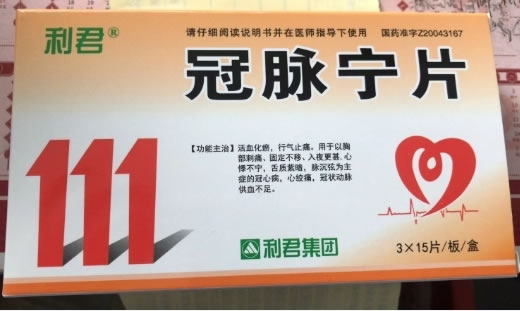 利君®
请仔细阅读说明书并在医师指导下使用 国药准字Z20043167
冠脉宁片
【功能主治】活血化瘀，行气止痛。用于以胸
部刺痛、固定不移、入夜更甚，心
悸不宁，舌质紫暗，脉沉弦为主
症的冠心病，心绞痛，冠状动脉
供血不足。
111
利君集团
3×15片/板/盒